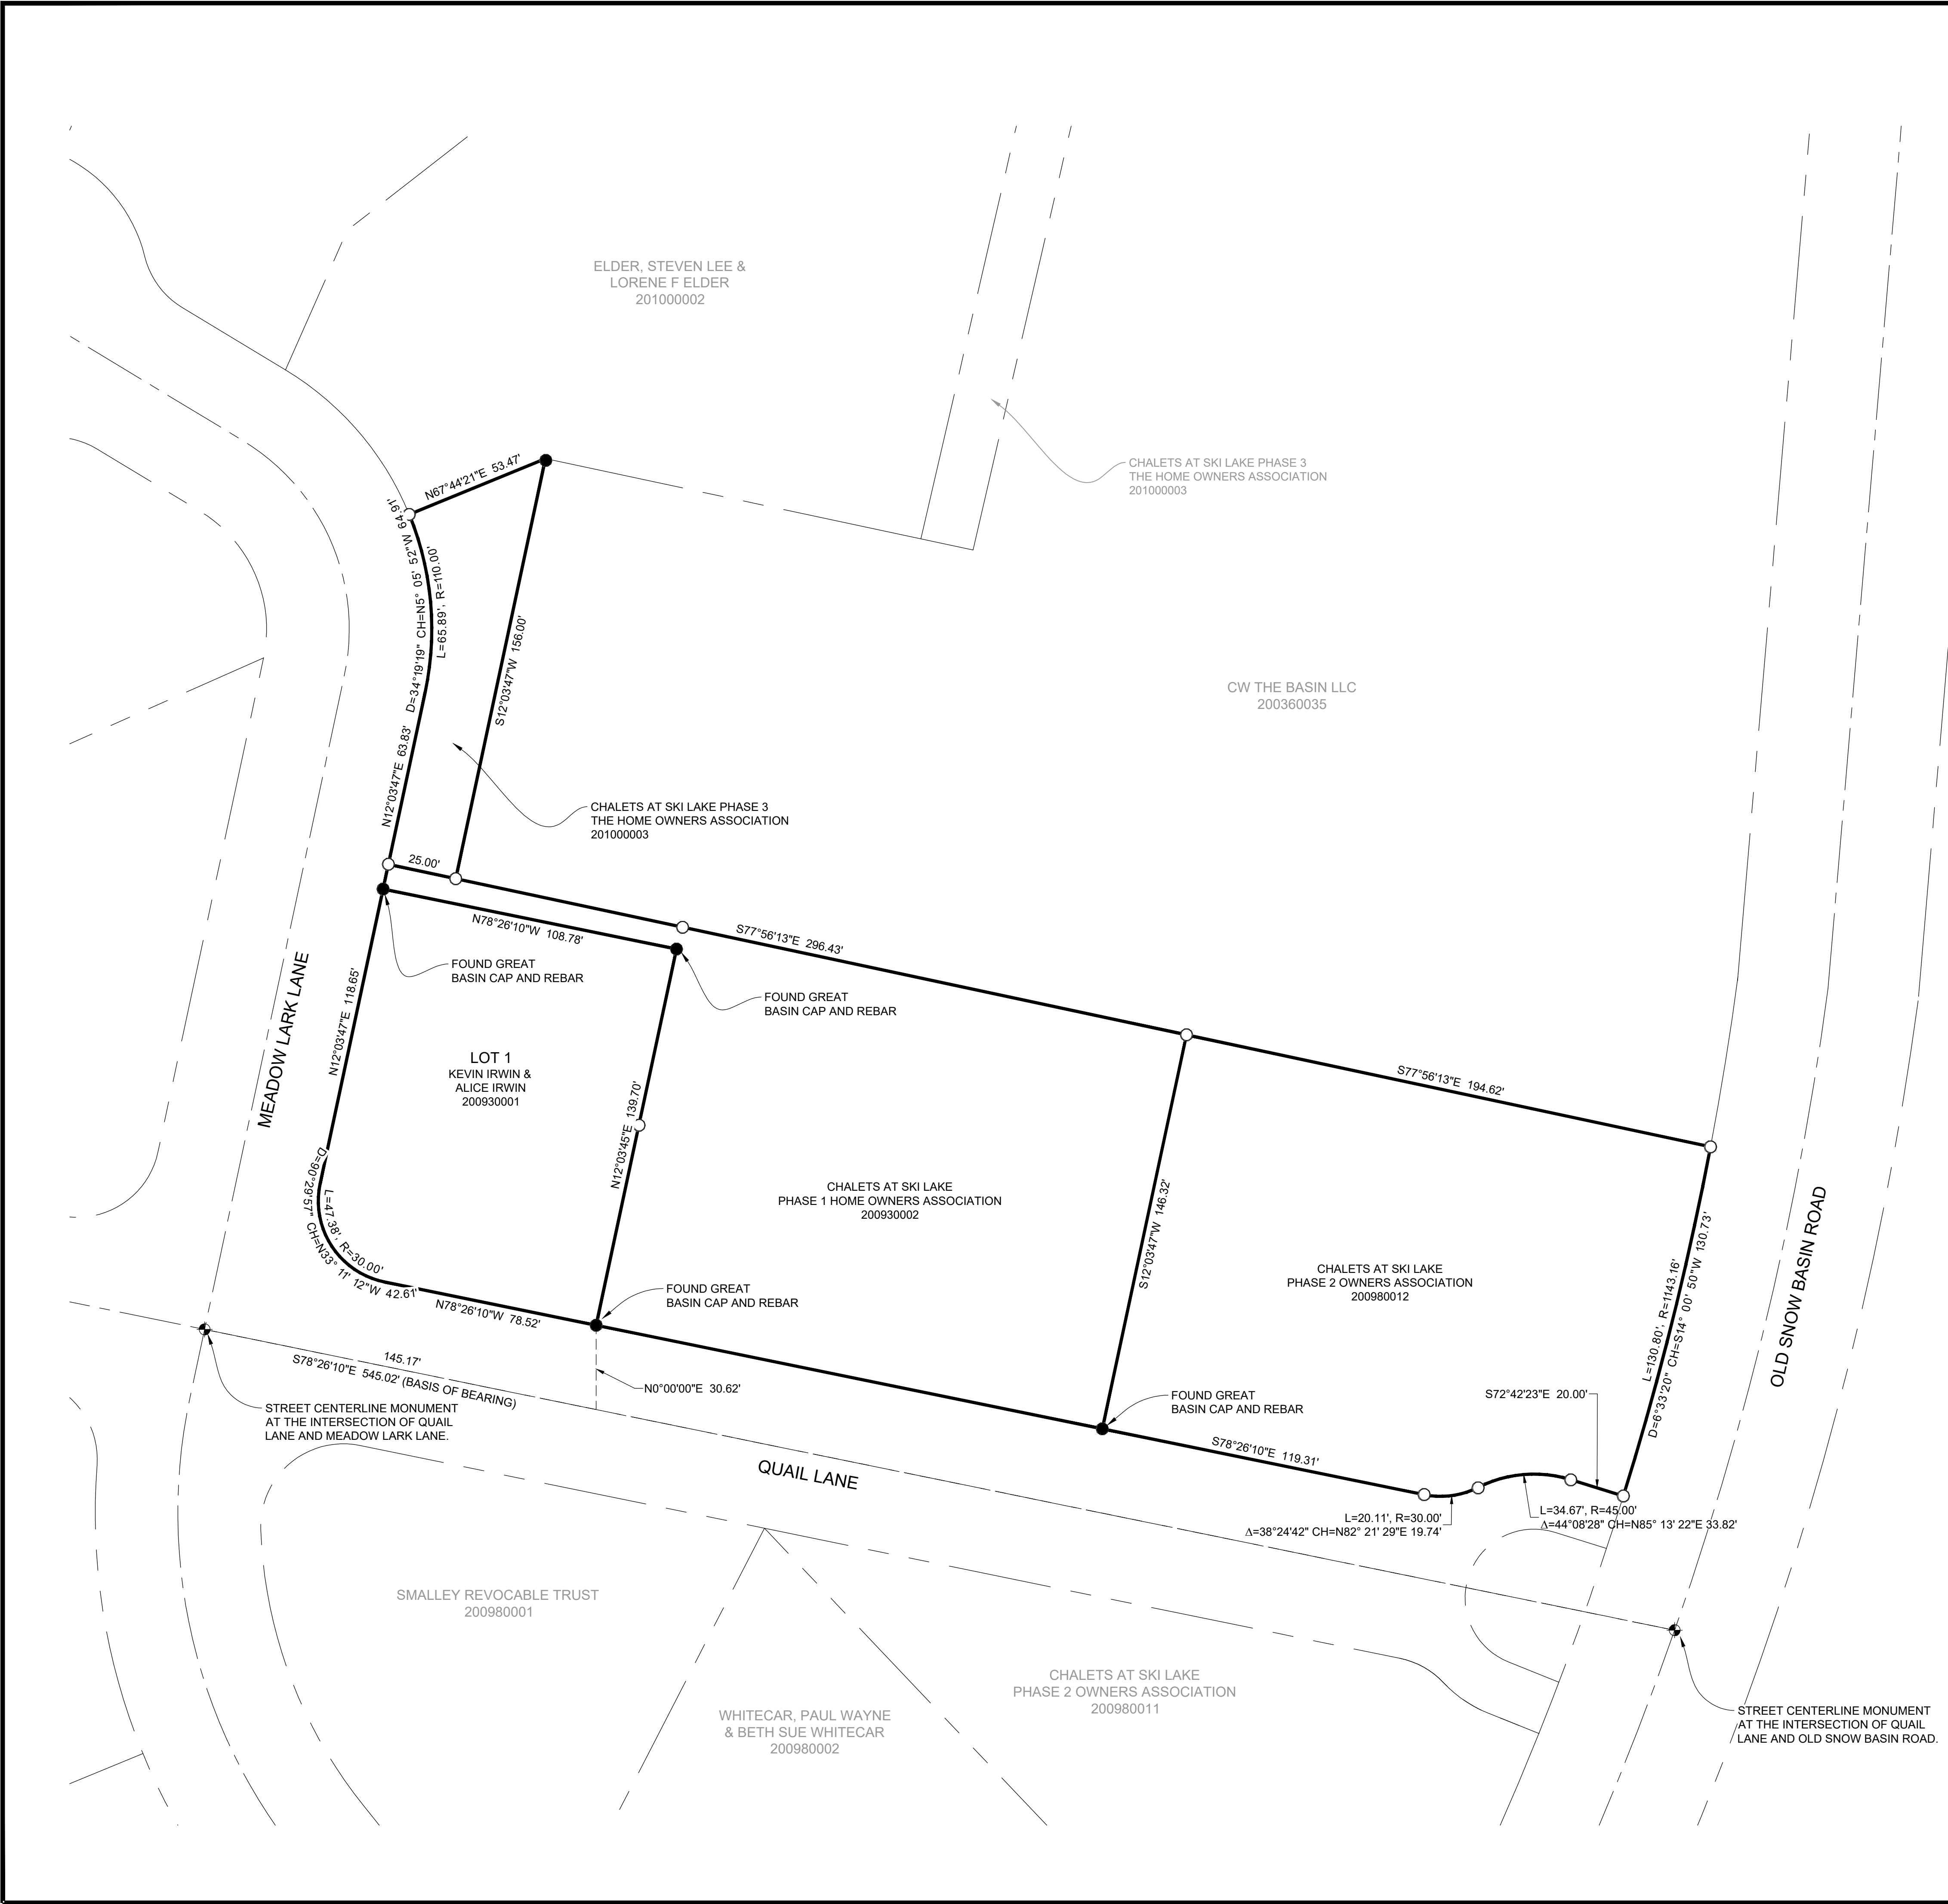 ELDER, STEVEN LEE &
LORENE F ELDER
201000002
CHALETS AT SKI LAKE PHASE 3
THE HOME OWNERS ASSOCIATION
201000003
N67°44'21"E 53.47'
D=34°19'19" CH=N5° 05' 52"W 64.91'
L=65.89', R=110.00'
S12°03'47"W 156.00'
CW THE BASIN LLC
200360035
N12°03'47"E 63.83'
CHALETS AT SKI LAKE PHASE 3
THE HOME OWNERS ASSOCIATION
201000003
25.00'
N78°26'10"W 108.78'
S77°56'13"E 296.43'
FOUND GREAT
BASIN CAP AND REBAR
FOUND GREAT
BASIN CAP AND REBAR
MEADOW LARK LANE
N12°03'47"E 118.65'
LOT 1
KEVIN IRWIN &
ALICE IRWIN
200930001
N12°03'45"E 139.70'
S77°56'13"E 194.62'
CHALETS AT SKI LAKE
PHASE 1 HOME OWNERS ASSOCIATION
200930002
S12°03'47"W 146.32'
CHALETS AT SKI LAKE
PHASE 2 OWNERS ASSOCIATION
200980012
L=130.80', R=1143.16'
D=6°33'20" CH=S14° 00' 50"W 130.73'
OLD SNOW BASIN ROAD
D=90°29'57" CH=N33° 11' 12"W 42.61'
L=47.38', R=30.00'
N78°26'10"W 78.52'
FOUND GREAT
BASIN CAP AND REBAR
145.17'
S78°26'10"E 545.02' (BASIS OF BEARING)
N0°00'00"E 30.62'
STREET CENTERLINE MONUMENT
AT THE INTERSECTION OF QUAIL
LANE AND MEADOW LARK LANE.
FOUND GREAT
BASIN CAP AND REBAR
S72°42'23"E 20.00'
S78°26'10"E 119.31'
QUAIL LANE
L=20.11', R=30.00'
Δ=38°24'42" CH=N82° 21' 29"E 19.74'
L=34.67', R=45.00'
Δ=44°08'28" CH=N85° 13' 22"E 33.82'
SMALLEY REVOCABLE TRUST
200980001
CHALETS AT SKI LAKE
PHASE 2 OWNERS ASSOCIATION
200980011
WHITECAR, PAUL WAYNE
& BETH SUE WHITECAR
200980002
STREET CENTERLINE MONUMENT
AT THE INTERSECTION OF QUAIL
LANE AND OLD SNOW BASIN ROAD.